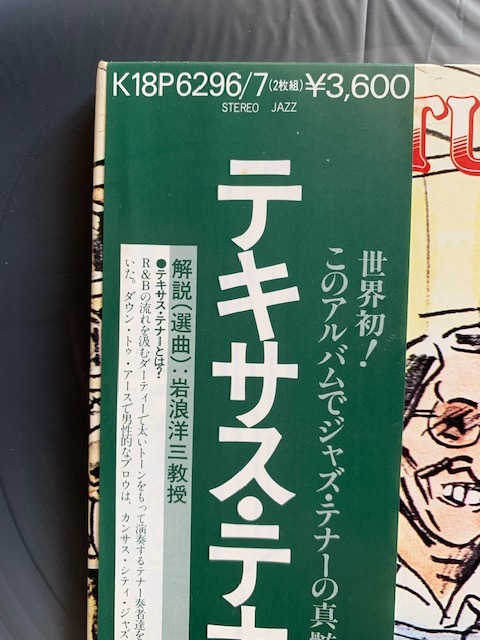 K18P6296/7(2枚組)¥3,600
STEREO JAZZ
TU
世界初!
このアルバムでジャズ・テナーの真髄
テキサス・テナ
解説(選曲):岩浪洋三教授
●テキサス・テナーとは?
R&Bの流れを汲むダーティーで太いトーンをもって演奏するテナー奏者達を
いた。ダウン・トゥ・アースで男性的なブロウは、カンサス・シティ・ジャズ